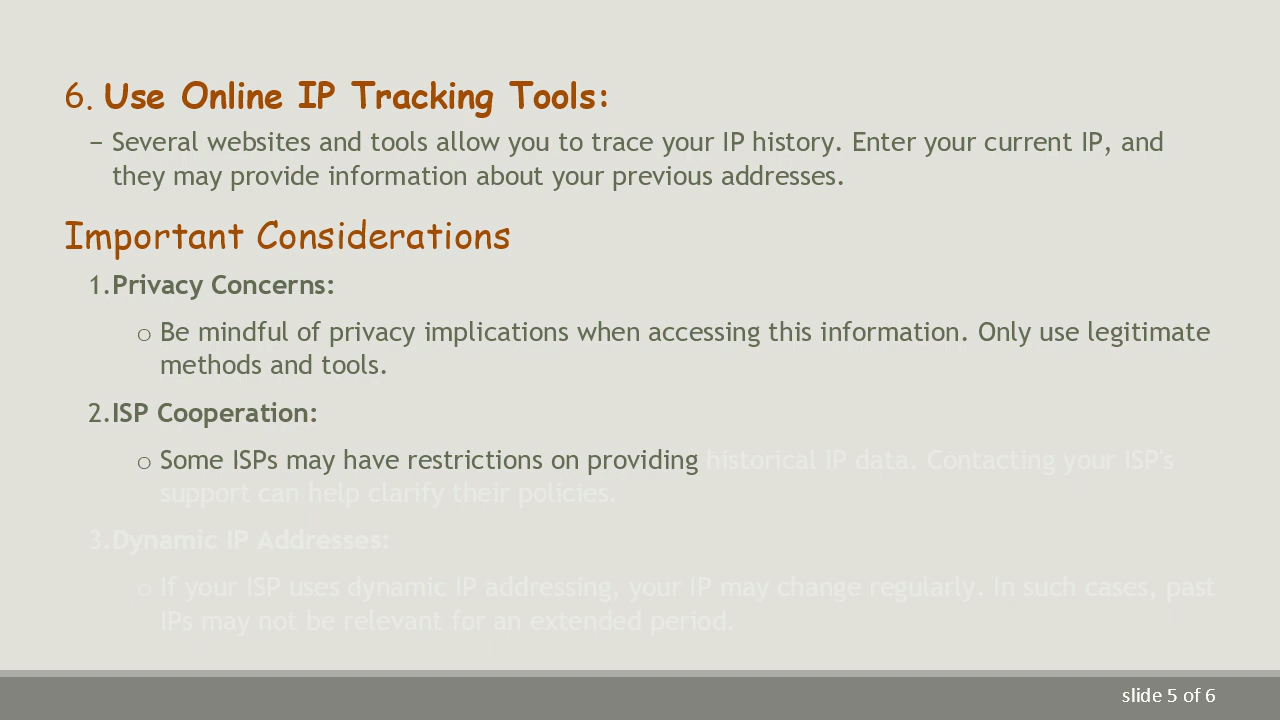 6. Use Online IP Tracking Tools:
– Several websites and tools allow you to trace your IP history. Enter your current IP, and
they may provide information about your previous addresses.
Important Considerations
1.Privacy Concerns:
o Be mindful of privacy implications when accessing this information. Only use legitimate
methods and tools.
2.ISP Cooperation:
o Some ISPs may have restrictions on providing historical IP data. Contacting your ISP's
support can help clarify their policies.
3.Dynamic IP Addresses:
o If your ISP uses dynamic IP addressing, your IP may change regularly. In such cases, past
IPs may not be relevant for an extended period.
slide 5 of 6